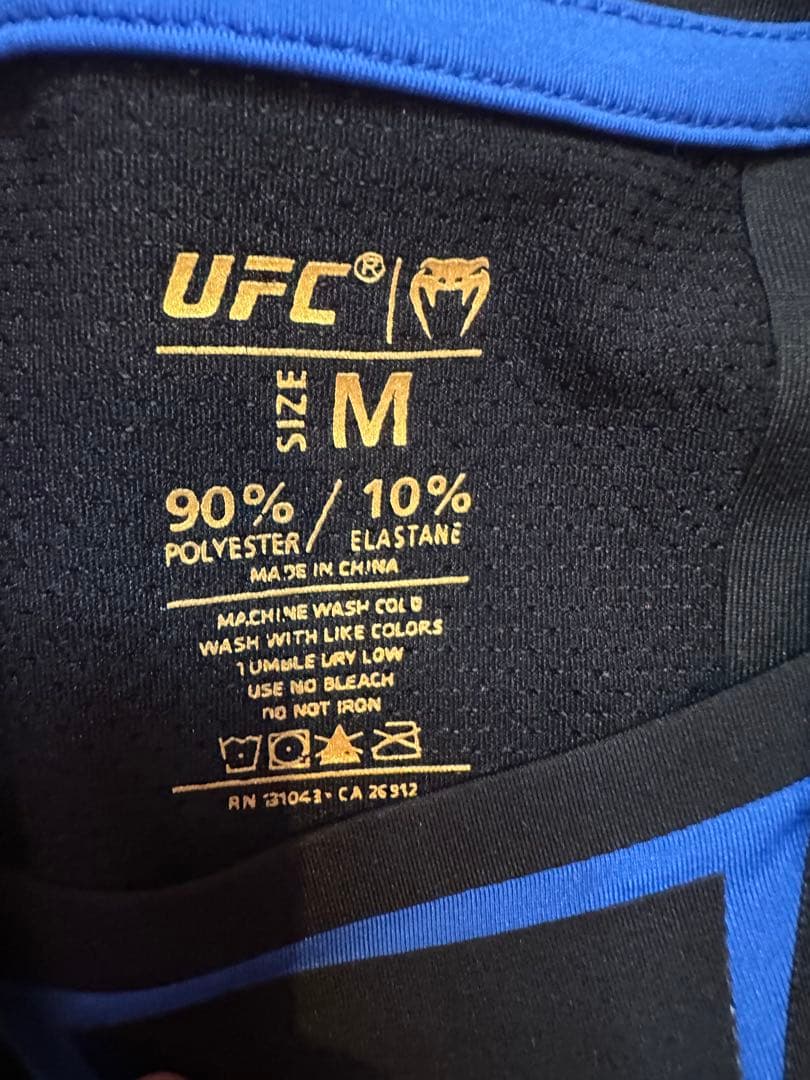 UFC®
SIZE M
90% / 10%
POLYESTER / ELASTANE
MADE IN CHINA
MACHINE WASH COLD
WASH WITH LIKE COLORS
TUMBLE DRY LOW
USE NO BLEACH
DO NOT IRON
RN 131043 - CA 26912